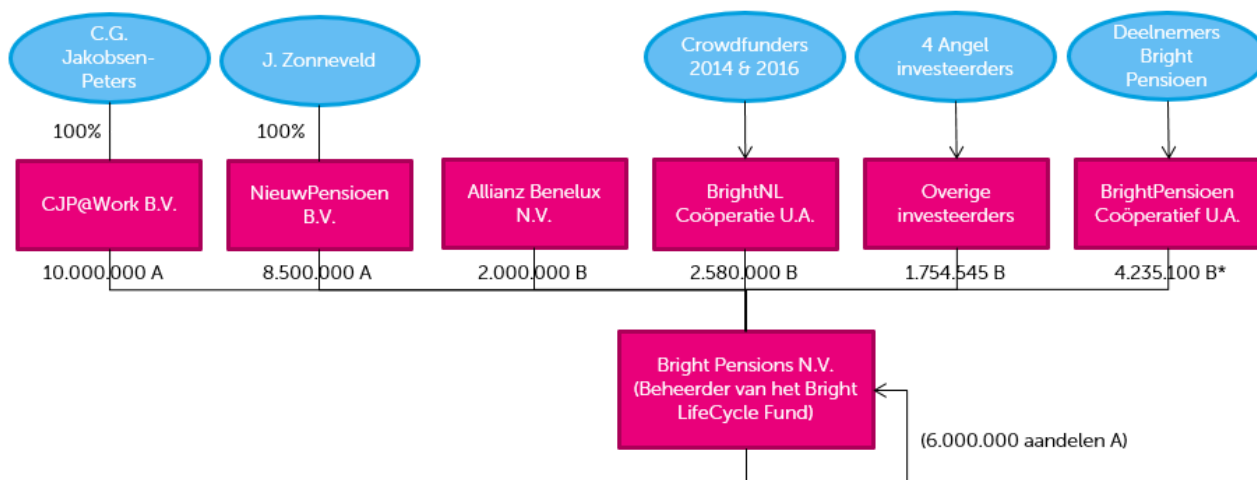 C.G.
Jakobsen-
Peters
J. Zonneveld
Crowdfunders
2014 & 2016
4 Angel
investeerders
Deelnemers
Bright
Pensioen
100%
100%
CJP@Work B.V.
NieuwPensioen
B.V.
Allianz Benelux
N.V.
BrightNL
Coöperatie U.A.
Overige
investeerders
BrightPensioen
Coöperatief U.A.
10.000.000 A
8.500.000 A
2.000.000 B
2.580.000 B
1.754.545 B
4.235.100 B*
Bright Pensions N.V.
(Beheerder van het Bright
LifeCycle Fund)
(6.000.000 aandelen A)